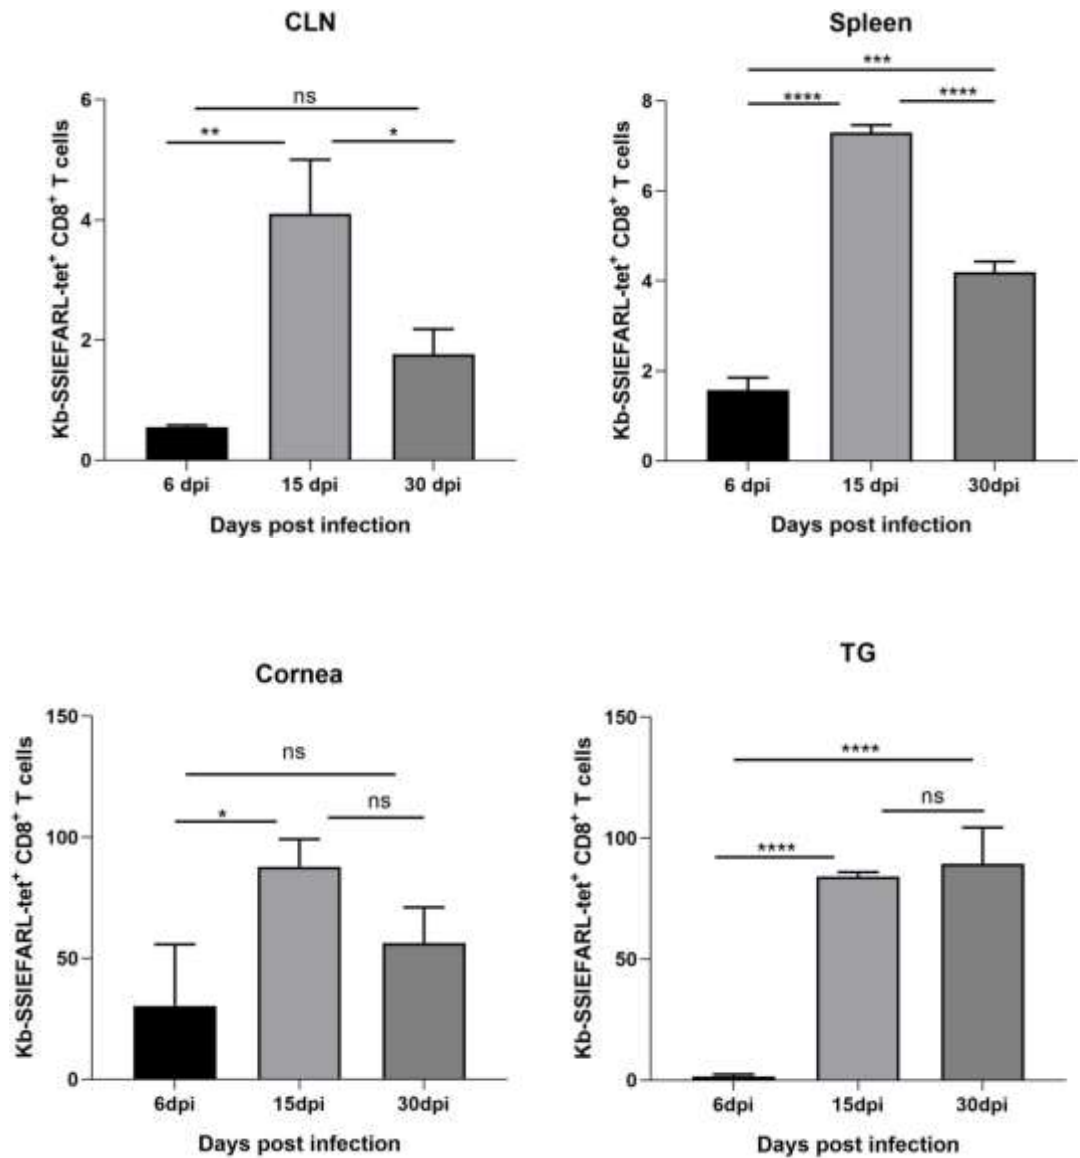 CLN
Kb-SSIEFARL-tet+ CD8+ T cells
6
4
2
0
ns
**
*
6 dpi 15 dpi 30 dpi
Days post infection
Spleen
Kb-SSIEFARL-tet+ CD8+ T cells
8
6
4
2
0
***
**** ****
6 dpi 15 dpi 30dpi
Days post infection
Cornea
Kb-SSIEFARL-tet+ CD8+ T cells
150
100
50
0
ns
ns
*
6dpi 15dpi 30dpi
Days post infection
TG
Kb-SSIEFARL-tet+ CD8+ T cells
150
100
50
0
****
ns
****
6dpi 15dpi 30dpi
Days post infection